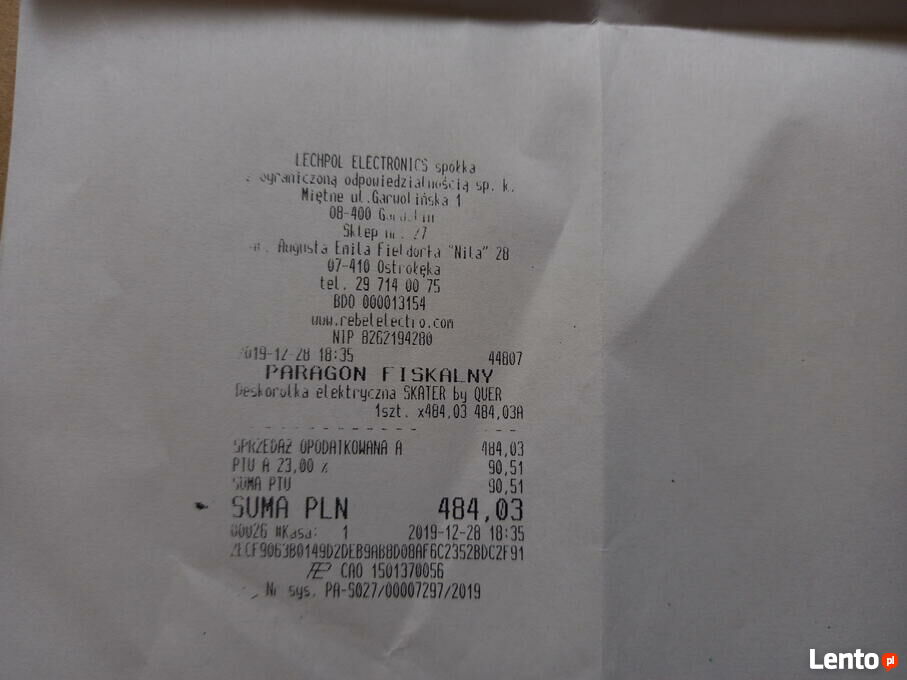 LECHPOL ELECTRONICS spółka
z ograniczoną odpowiedzialnością sp. k.
Miętne ul.Garwolińska 1
08-400
Sklep nr. 27
ul. Augusta Emila Fieldorfa "Nila" 28
07-410 Ostrołęka
tel. 29 714 00 75
BDO 000013154
www.rebelelectro.com
NIP 8262194280
2019-12-28 18:35 44807
PARAGON FISKALNY
Deskorolka elektryczna SKATER by QUER
1szt. x484,03 484,03A
SPRZEDAŻ OPODATKOWANA A 484,03
PTU A 23,00 % 90,51
SUMA PTU 90,51
SUMA PLN 484,03
00026 #Kasa: 1 2019-12-28 18:35
2ECF9063B0149D2DEB9AB8D08AF6C2352BDC2F91
CAO 1501370056
Nr sys. PA-5027/00007297/2019
Lento.pl